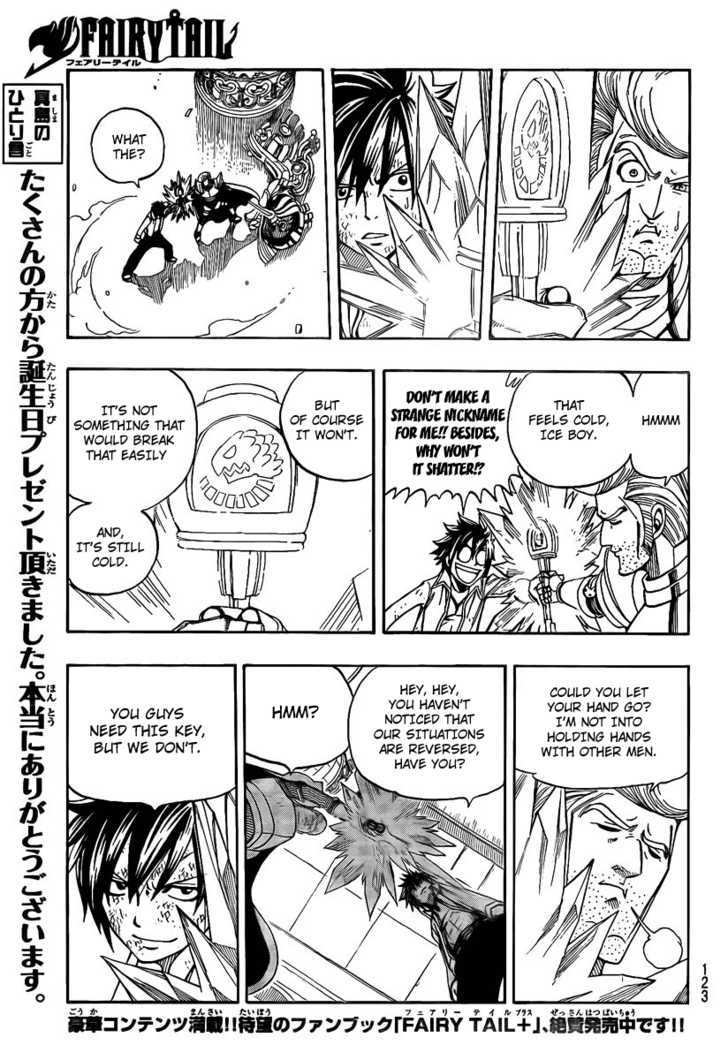 FAIRY TAIL
フェアリーテイル
真島のひとり言
たくさんの方から誕生日プレゼント頂きました。本当にありがとうございます。
WHAT
THE?
HMMM
THAT
FEELS COLD,
ICE BOY.
DON'T MAKE A
STRANGE NICKNAME
FOR ME!! BESIDES,
WHY WON'T
IT SHATTER!?
BUT
OF COURSE
IT WON'T.
IT'S NOT
SOMETHING THAT
WOULD BREAK
THAT EASILY
AND,
IT'S STILL
COLD.
COULD YOU LET
YOUR HAND GO?
I'M NOT INTO
HOLDING HANDS
WITH OTHER MEN.
HEY, HEY,
YOU HAVEN'T
NOTICED THAT
OUR SITUATIONS
ARE REVERSED,
HAVE YOU?
HMM?
YOU GUYS
NEED THIS KEY,
BUT WE DON'T.
123
豪華コンテンツ満載!!待望のファンブック「FAIRY TAIL+」、絶賛発売中です!!